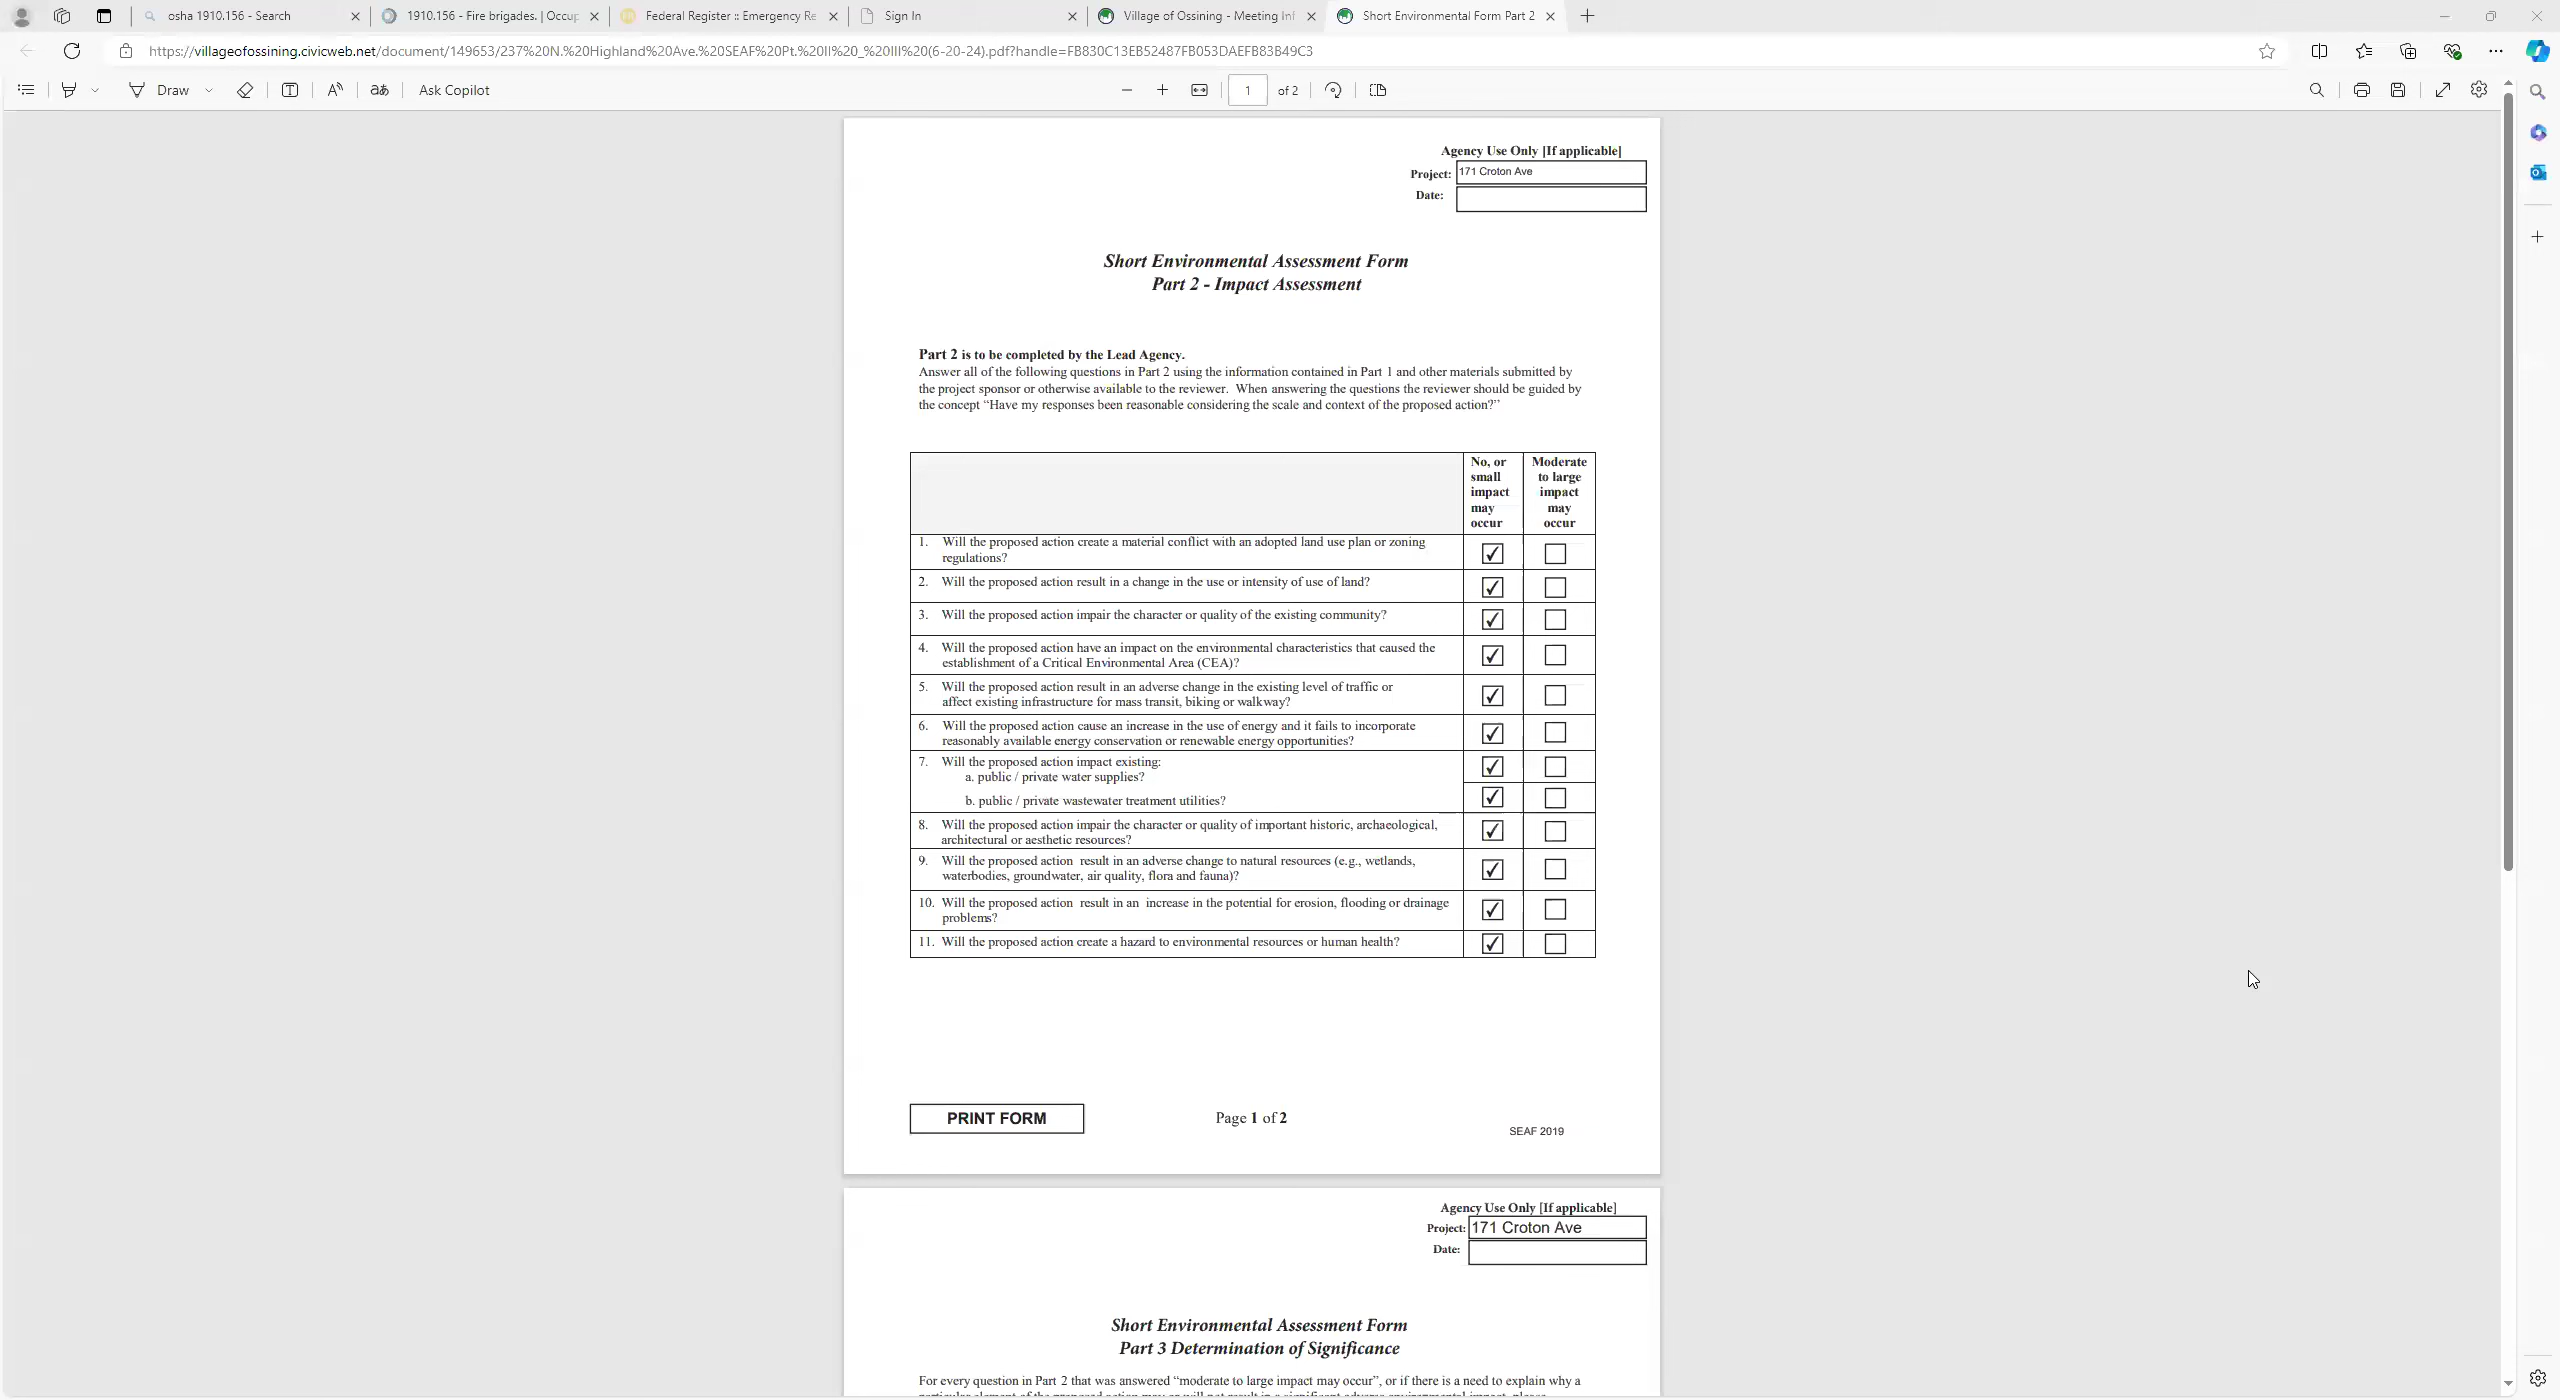 osha 1910.156 - Search
1910.156 - Fire brigades. | Occup
Federal Register :: Emergency Re
Sign In
Village of Ossining - Meeting Inf
Short Environmental Form Part 2
https://villageofossining.civicweb.net/document/149653/237%20N.%20Highland%20Ave.%20SEAF%20Pt.%20II%20_%20III%20(6-20-24).pdf?handle=FB830C13EB52487FB053DAEFB83B49C3
Draw
Ask Copilot
1 of 2
Agency Use Only [If applicable]
Project: 171 Croton Ave
Date:
Short Environmental Assessment Form
Part 2 - Impact Assessment
Part 2 is to be completed by the Lead Agency.
Answer all of the following questions in Part 2 using the information contained in Part 1 and other materials submitted by
the project sponsor or otherwise available to the reviewer. When answering the questions the reviewer should be guided by
the concept “Have my responses been reasonable considering the scale and context of the proposed action?”
No, or
small
impact
may
occur
Moderate
to large
impact
may
occur
1. Will the proposed action create a material conflict with an adopted land use plan or zoning
regulations?
2. Will the proposed action result in a change in the use or intensity of use of land?
3. Will the proposed action impair the character or quality of the existing community?
4. Will the proposed action have an impact on the environmental characteristics that caused the
establishment of a Critical Environmental Area (CEA)?
5. Will the proposed action result in an adverse change in the existing level of traffic or
affect existing infrastructure for mass transit, biking or walkway?
6. Will the proposed action cause an increase in the use of energy and it fails to incorporate
reasonably available energy conservation or renewable energy opportunities?
7. Will the proposed action impact existing:
a. public / private water supplies?
b. public / private wastewater treatment utilities?
8. Will the proposed action impair the character or quality of important historic, archaeological,
architectural or aesthetic resources?
9. Will the proposed action result in an adverse change to natural resources (e.g., wetlands,
waterbodies, groundwater, air quality, flora and fauna)?
10. Will the proposed action result in an increase in the potential for erosion, flooding or drainage
problems?
11. Will the proposed action create a hazard to environmental resources or human health?
PRINT FORM
Page 1 of 2
SEAF 2019
Agency Use Only [If applicable]
Project: 171 Croton Ave
Date:
Short Environmental Assessment Form
Part 3 Determination of Significance
For every question in Part 2 that was answered “moderate to large impact may occur”, or if there is a need to explain why a